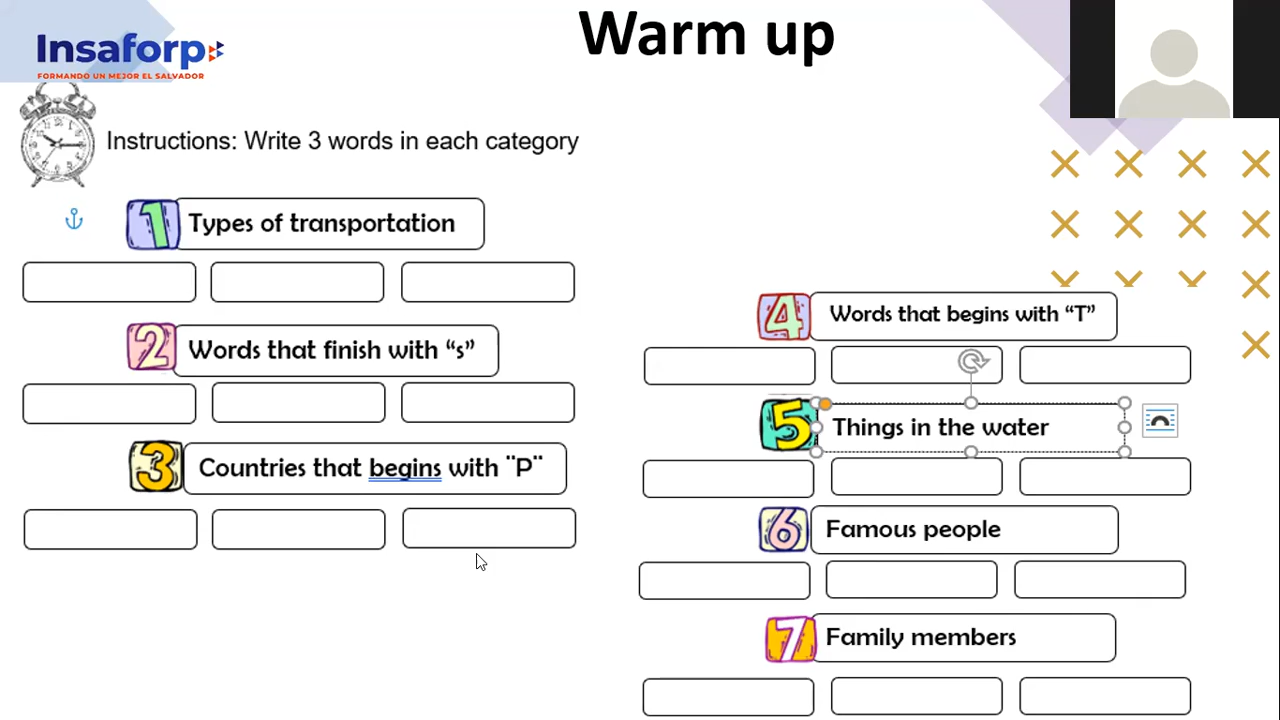 Warm up
Insaforp
FORMANDO UN MEJOR EL SALVADOR
Instructions: Write 3 words in each category
1 Types of transportation
2 Words that finish with “s”
3 Countries that begins with ¨P¨
4 Words that begins with “T”
5 Things in the water
6 Famous people
7 Family members